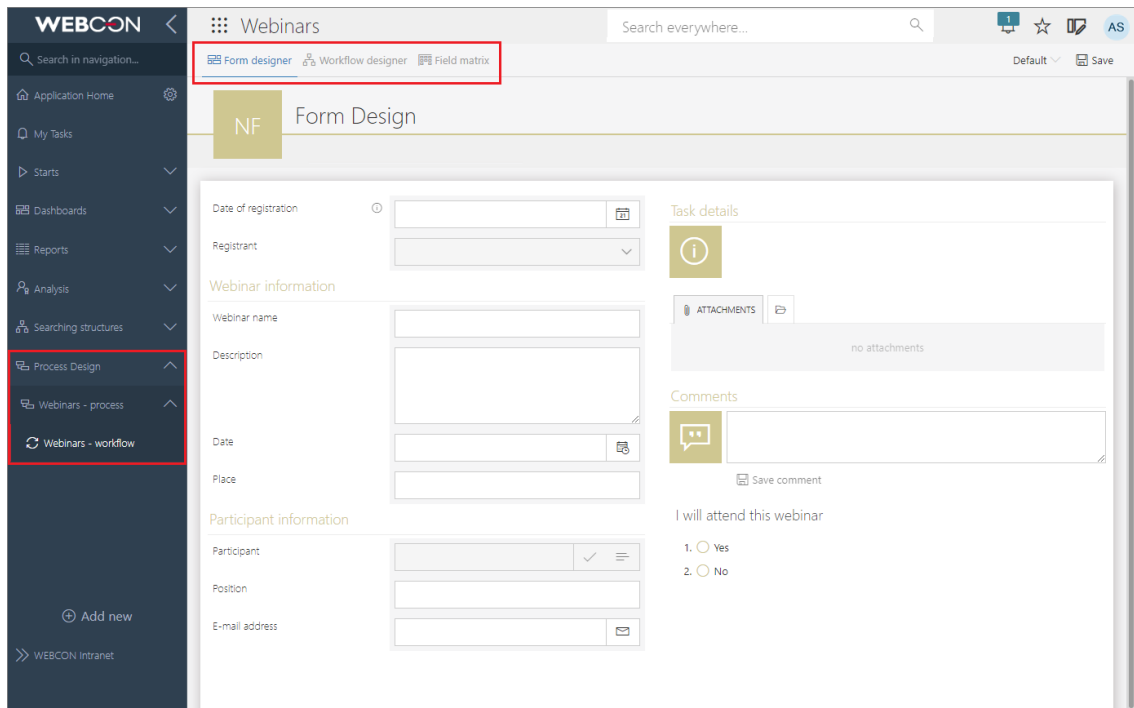 WEBCON
Webinars
Search everywhere...
1
AS
Search in navigation...
Form designer
Workflow designer
Field matrix
Default
Save
Application Home
My Tasks
Starts
Dashboards
Reports
Analysis
Searching structures
Process Design
Webinars - process
Webinars - workflow
Add new
WEBCON Intranet
NF
Form Design
Date of registration
31
Registrant
Webinar information
Webinar name
Description
Date
Place
Participant information
Participant
Position
E-mail address
Task details
ATTACHMENTS
no attachments
Comments
Save comment
I will attend this webinar
1. Yes
2. No